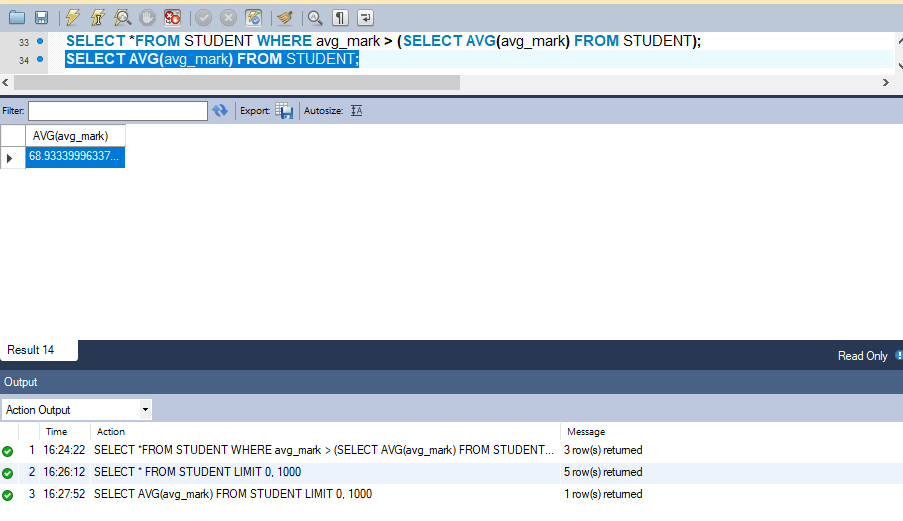 33 SELECT *FROM STUDENT WHERE avg_mark > (SELECT AVG(avg_mark) FROM STUDENT);
34 SELECT AVG(avg_mark) FROM STUDENT;
Filter: Export: Autosize:
AVG(avg_mark)
68.93339996337...
Result 14
Read Only
Output
Action Output
Time Action Message
1 16:24:22 SELECT *FROM STUDENT WHERE avg_mark > (SELECT AVG(avg_mark) FROM STUDENT... 3 row(s) returned
2 16:26:12 SELECT * FROM STUDENT LIMIT 0, 1000 5 row(s) returned
3 16:27:52 SELECT AVG(avg_mark) FROM STUDENT LIMIT 0, 1000 1 row(s) returned